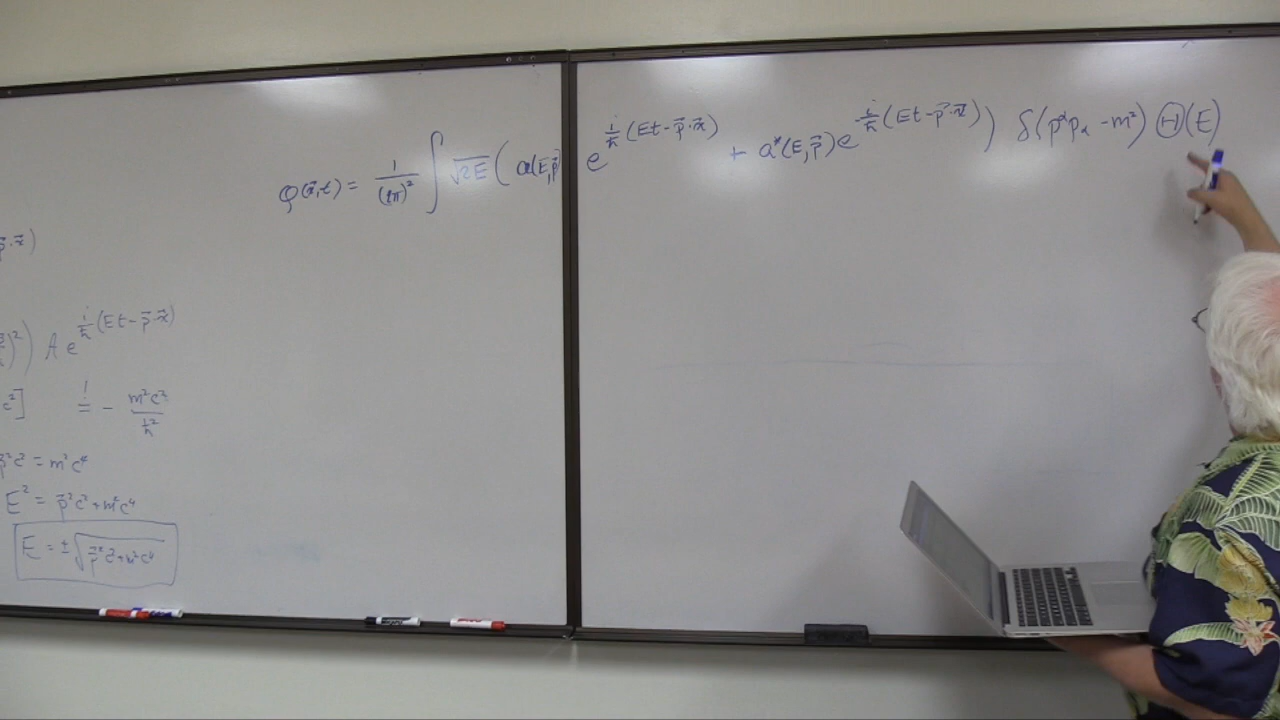 φ(x⃗,t) = 1/(2π)² ∫ √2E ( a(E,p⃗) e^{i/ħ (Et-p⃗·x⃗)} + a*(E,p⃗) e^{-i/ħ (Et-p⃗·x⃗)} ) δ(p^α p_α - m²) Θ(E)
p⃗·x⃗)
)²) A e^{i/ħ (Et-p⃗·x⃗)}
c²] != - m²c²/ħ²
p⃗²c² = m²c⁴
E² = p⃗²c² + m²c⁴
E = ±√p⃗²c²+m²c⁴